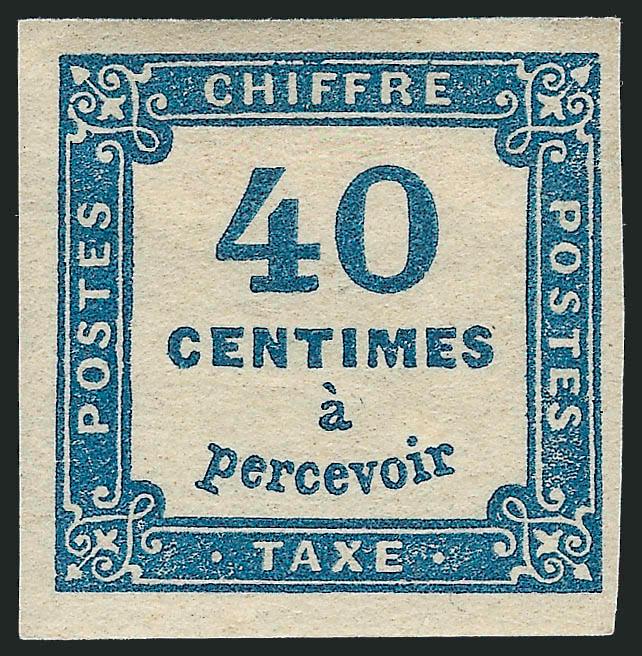 CHIFFRE
POSTES
40
CENTIMES
à
percevoir
POSTES
· TAXE ·